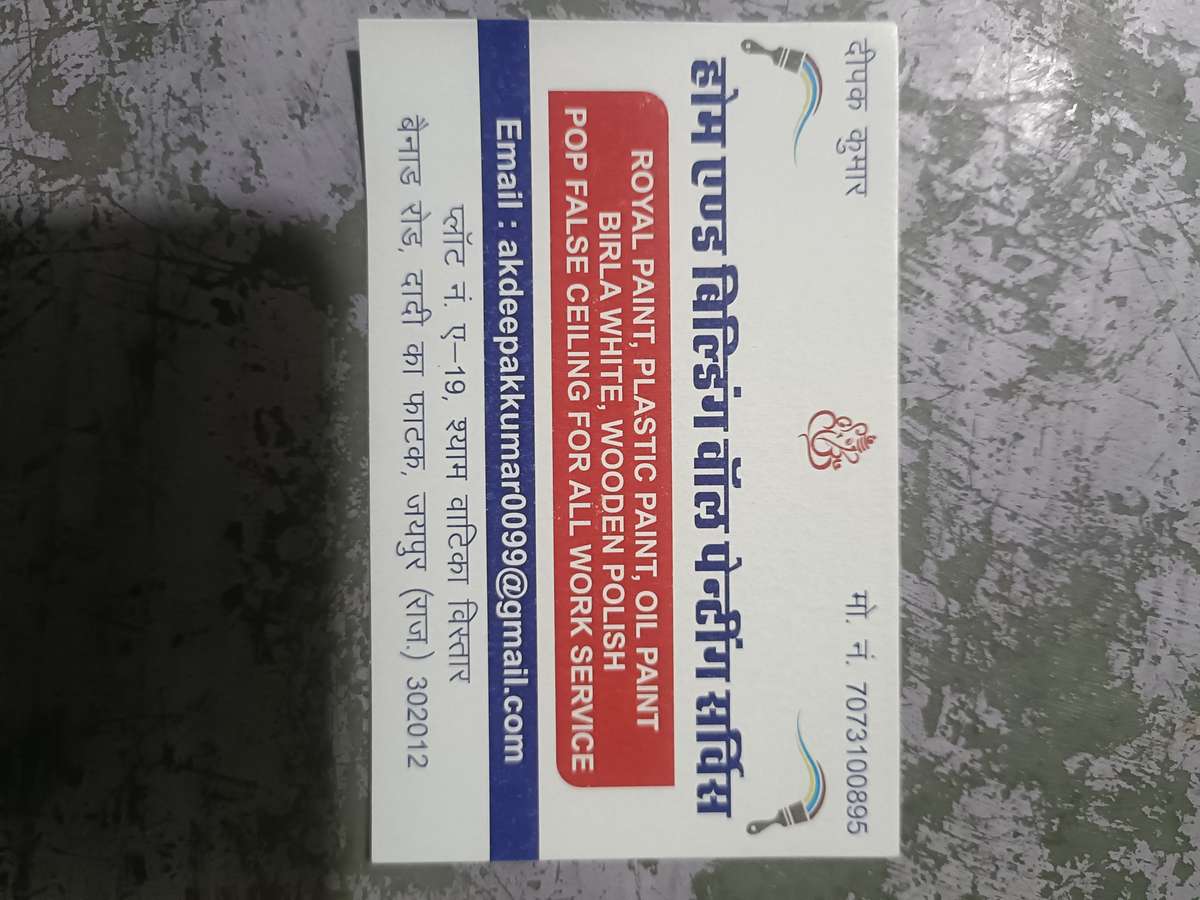 दीपक कुमार
मो. नं. 7073100895
होम एण्ड बिल्डिंग वॉल पेन्टींग सर्विस
ROYAL PAINT, PLASTIC PAINT, OIL PAINT
BIRLA WHITE, WOODEN POLISH
POP FALSE CEILING FOR ALL WORK SERVICE
Email : akdeepakkumar0099@gmail.com
प्लॉट नं. ए–19, श्याम वाटिका विस्तार
बैनाड रोड, दादी का फाटक, जयपुर (राज.) 302012